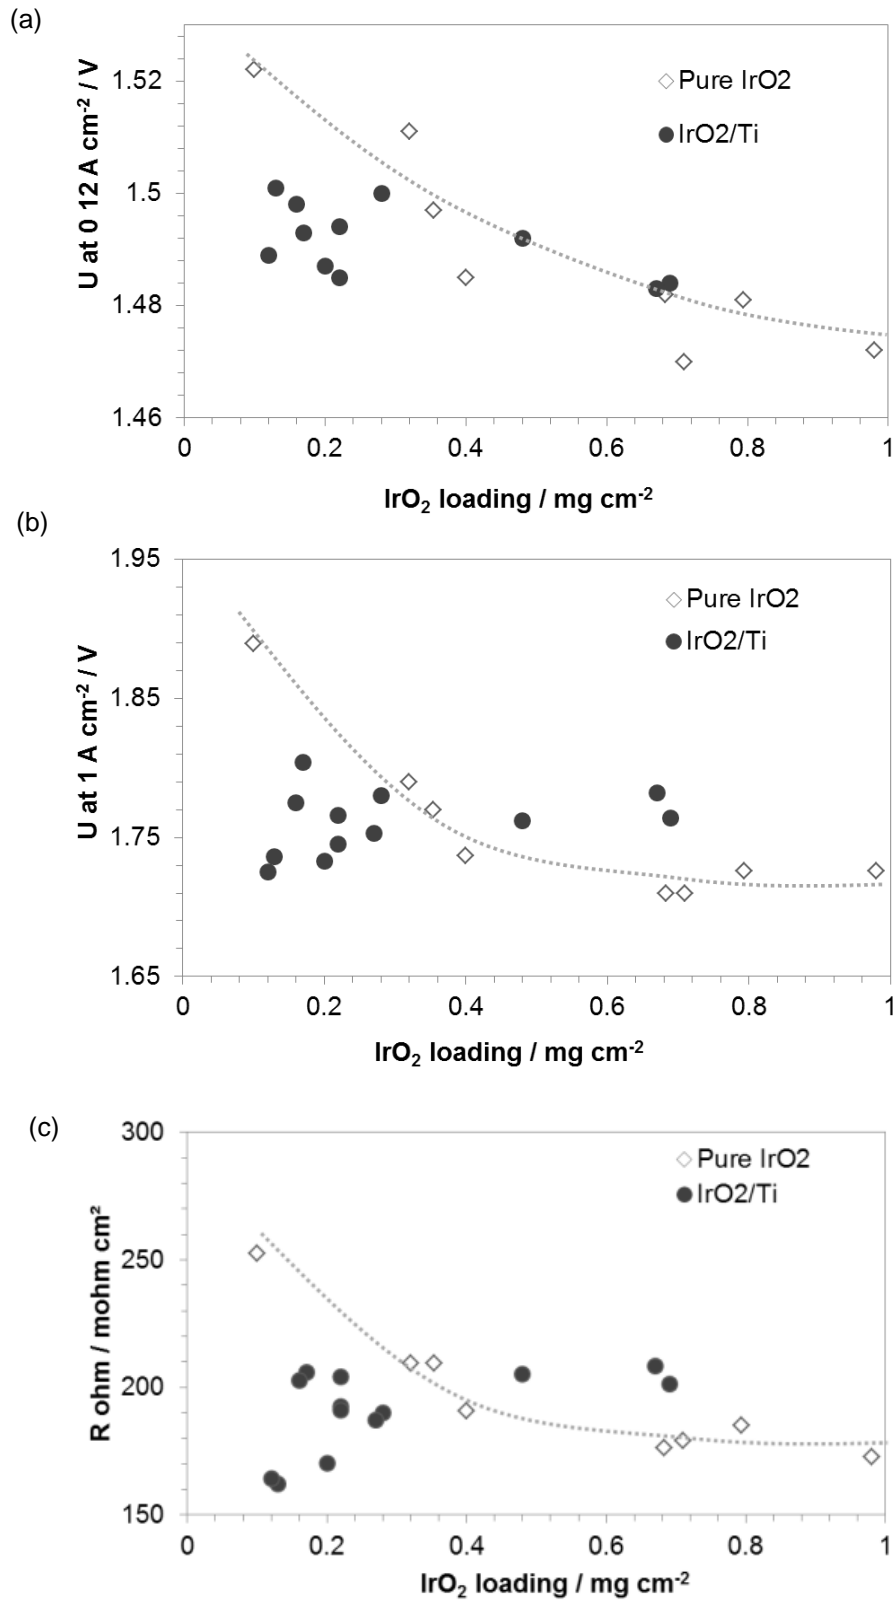 (a)
U at 0 12 A cm-2 / V
1.52
1.5
1.48
1.46
Pure IrO2
IrO2/Ti
0 0.2 0.4 0.6 0.8 1
IrO2 loading / mg cm-2
(b)
U at 1 A cm-2 / V
1.95
1.85
1.75
1.65
Pure IrO2
IrO2/Ti
0 0.2 0.4 0.6 0.8 1
IrO2 loading / mg cm-2
(c)
R ohm / mohm cm²
300
250
200
150
Pure IrO2
IrO2/Ti
0 0.2 0.4 0.6 0.8 1
IrO2 loading / mg cm-2